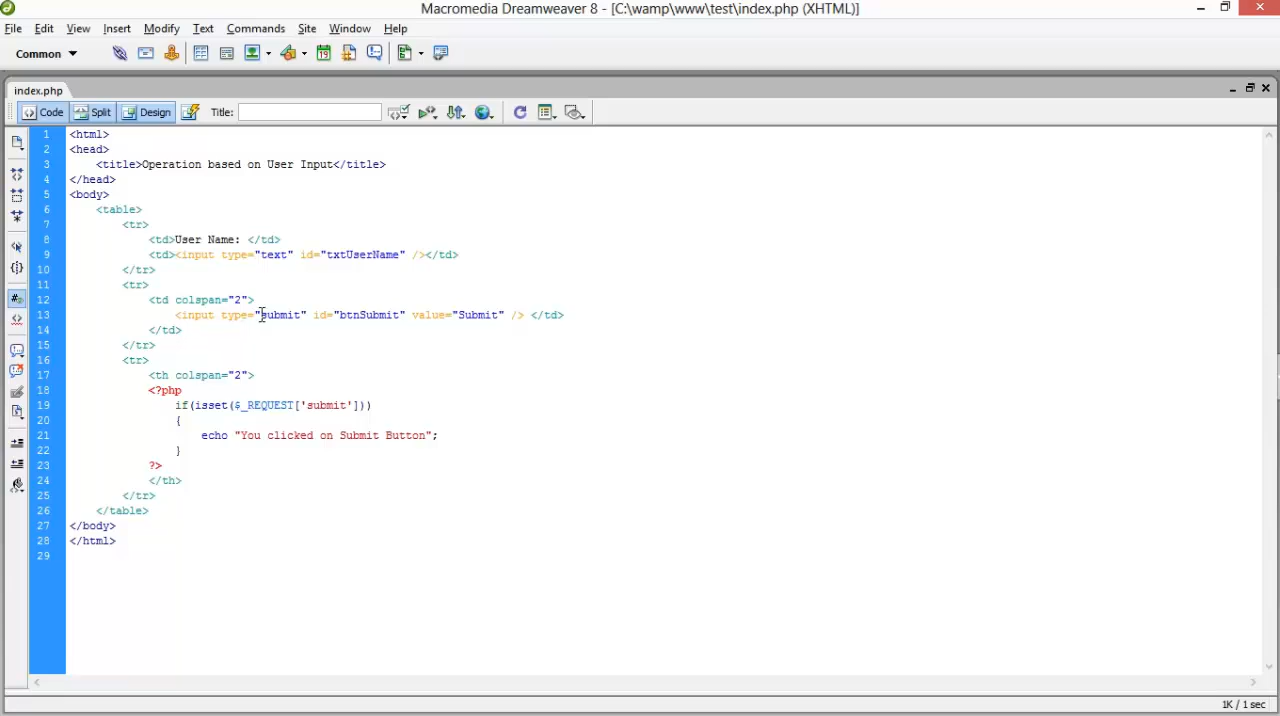 Macromedia Dreamweaver 8 - [C:\wamp\www\test\index.php (XHTML)]
File Edit View Insert Modify Text Commands Site Window Help
Common
index.php
Code Split Design Title:
1 <html>
2 <head>
3 <title>Operation based on User Input</title>
4 </head>
5 <body>
6 <table>
7 <tr>
8 <td>User Name: </td>
9 <td><input type="text" id="txtUserName" /></td>
10 </tr>
11 <tr>
12 <td colspan="2">
13 <input type="submit" id="btnSubmit" value="Submit" /> </td>
14 </td>
15 </tr>
16 <tr>
17 <th colspan="2">
18 <?php
19 if(isset($_REQUEST['submit']))
20 {
21 echo "You clicked on Submit Button";
22 }
23 ?>
24 </th>
25 </tr>
26 </table>
27 </body>
28 </html>
29
1K / 1 sec